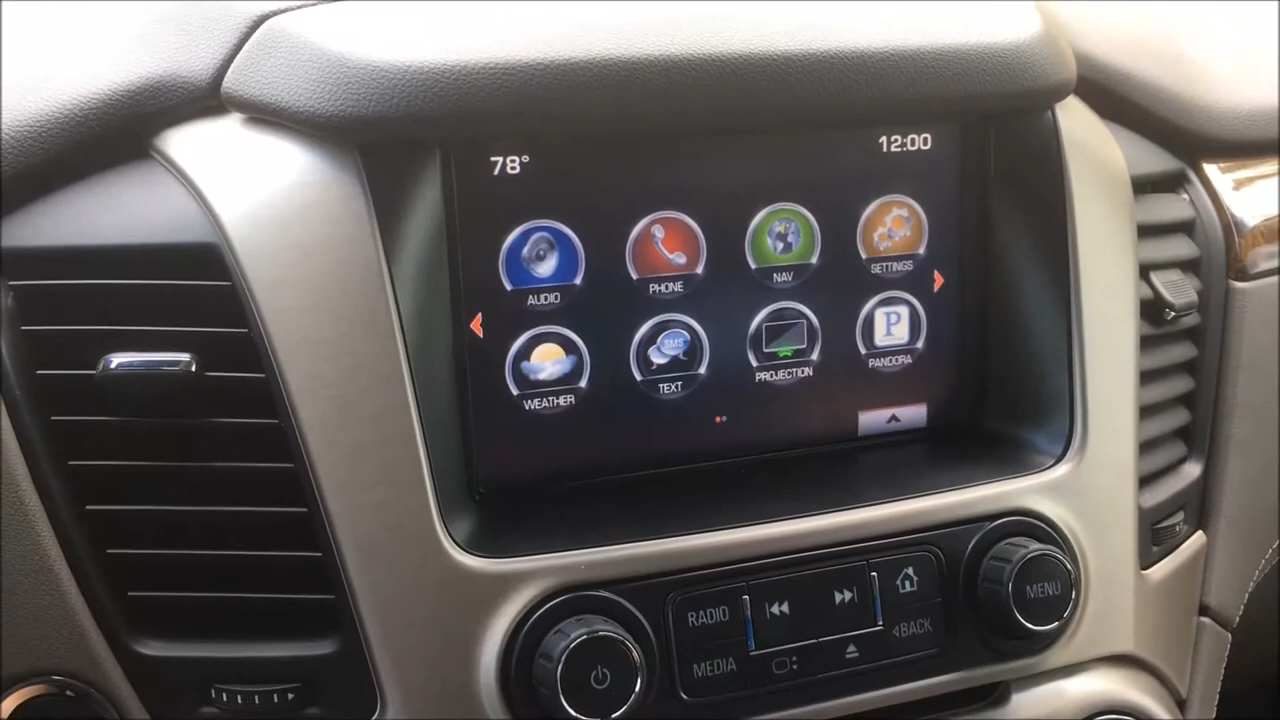 78°
12:00
AUDIO
PHONE
NAV
SETTINGS
WEATHER
SMS
TEXT
PROJECTION
P
PANDORA
RADIO
MEDIA
BACK
MENU